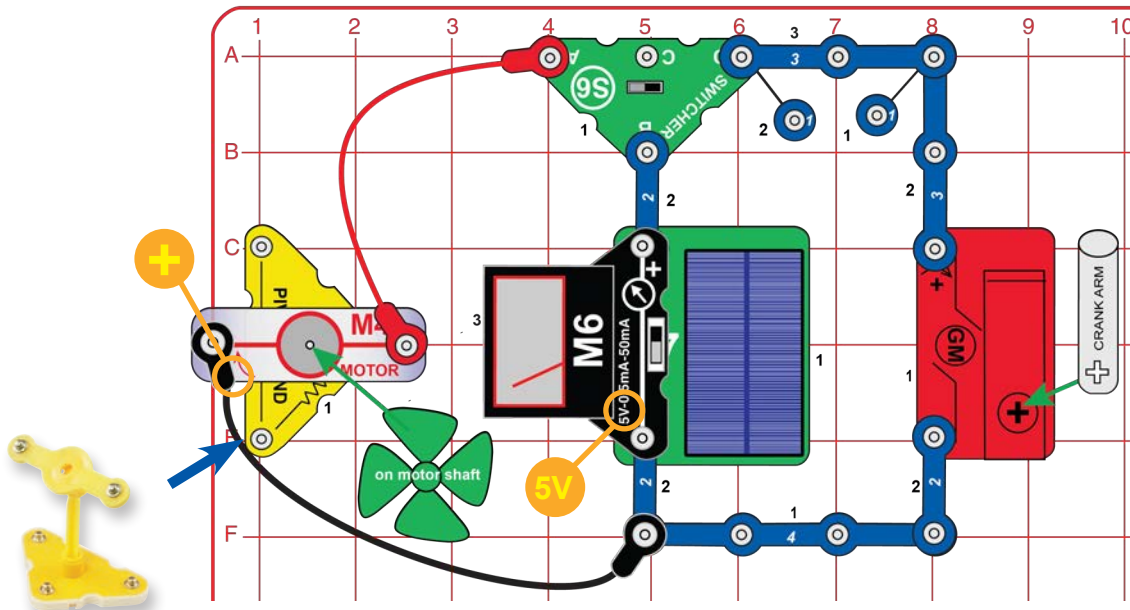 1 2 3 4 5 6 7 8 9 10
A
A C D
3
3
S6
SWITCHER
B
1
2 1
1 1
B
2 2
2 3
C
+
PIV
M4
MOTOR
ND
1
3
M6
+
5V-0.5mA-50mA
1
+
GM
1
CRANK ARM
+
+
on motor shaft
5V
2 2
2 2
F
1
4